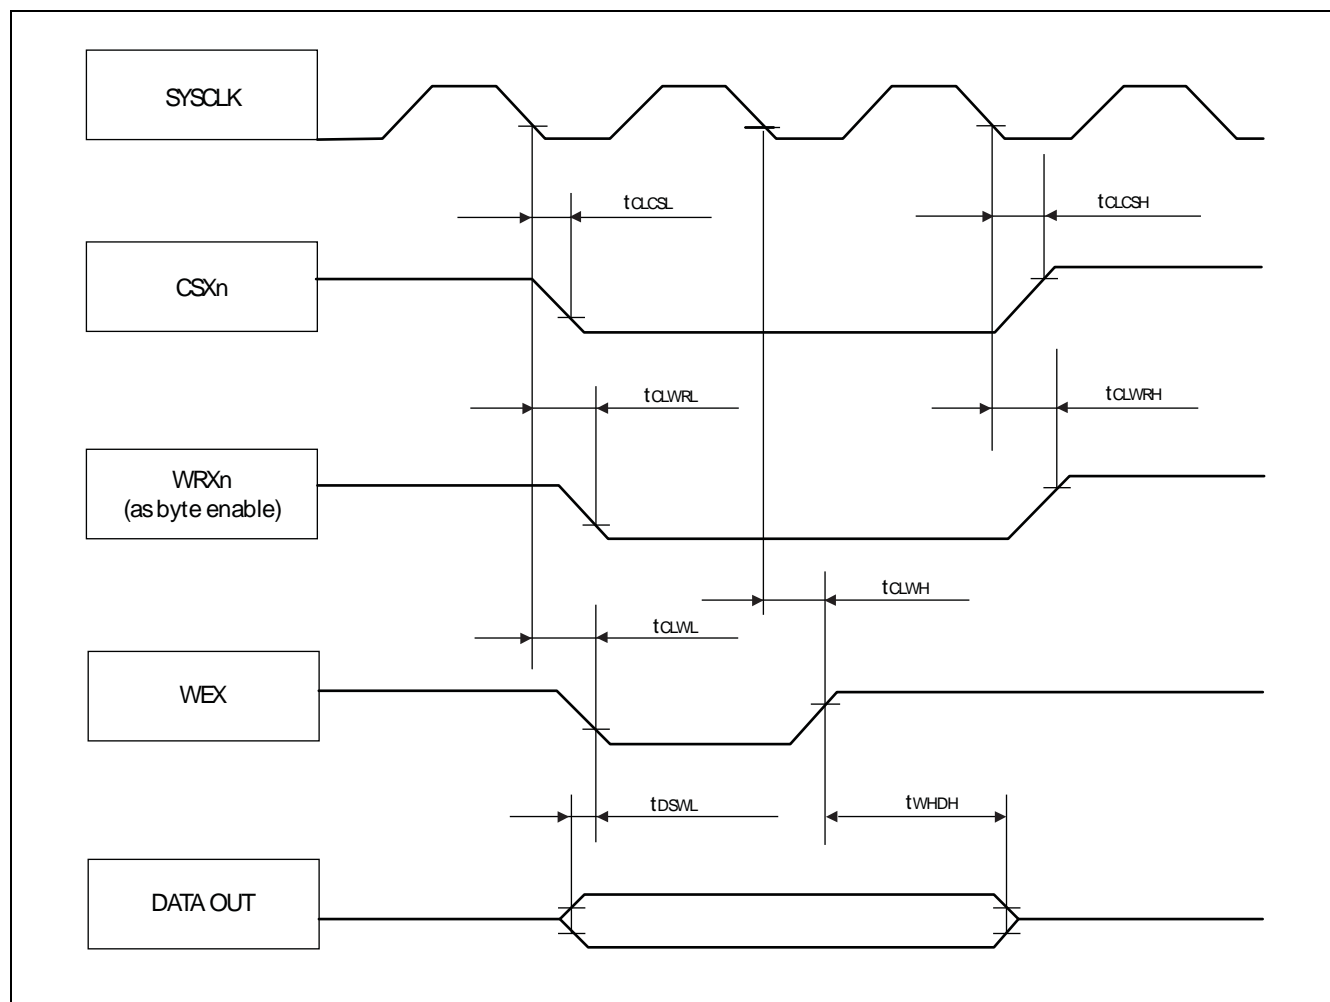 SYSCLK
tCLCSL
tCLCSH
CSXn
tCLWRL
tCLWRH
WRXn
(as byte enable)
tCLWH
tCLWL
WEX
tDSWL
tWHDH
DATA OUT